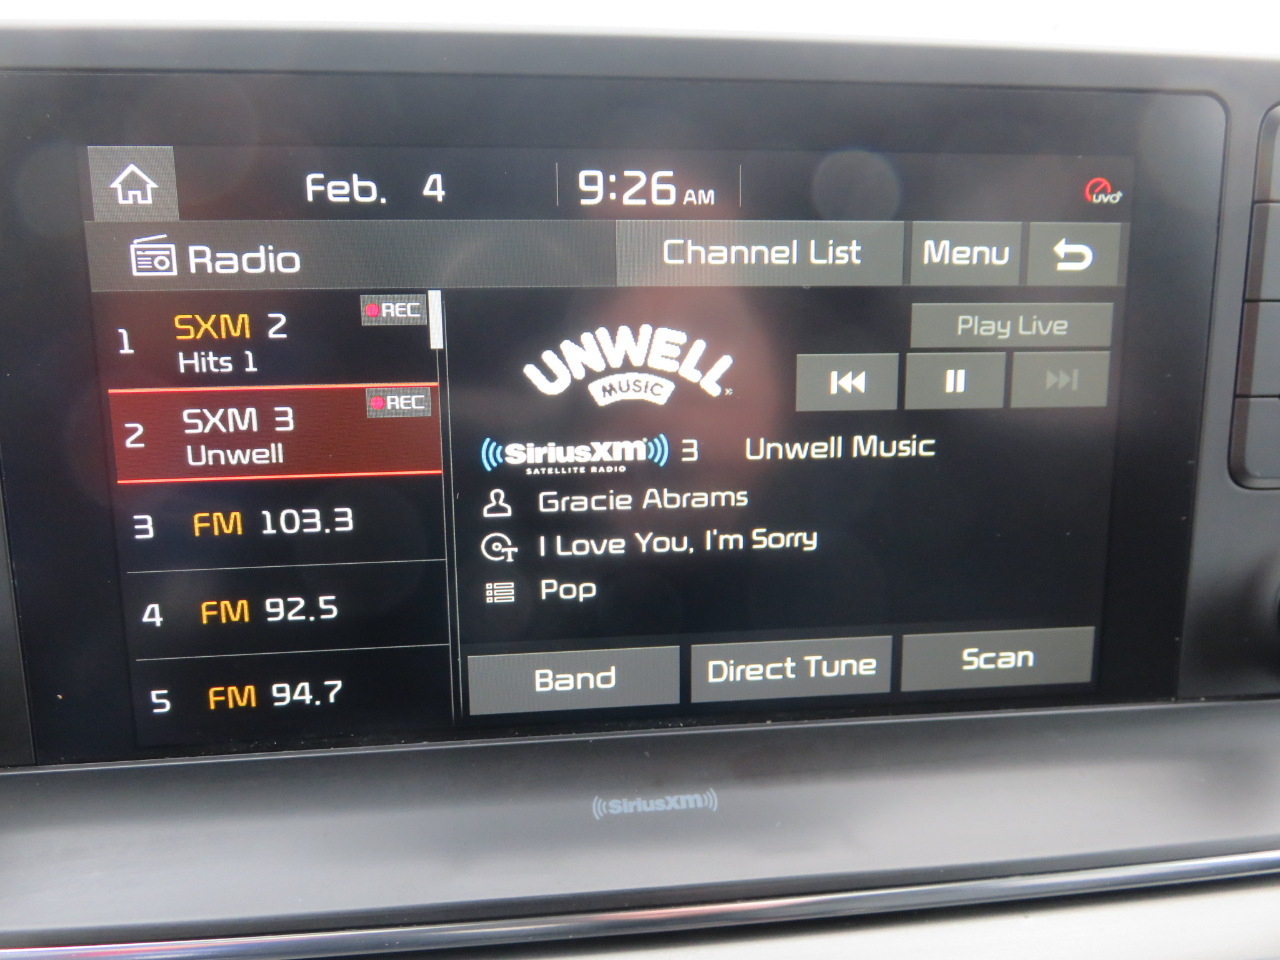 Feb. 4 9:26 AM
UVO+
Radio Channel List Menu
1 SXM 2 REC
Hits 1
2 SXM 3 REC
Unwell
3 FM 103.3
4 FM 92.5
5 FM 94.7
UNWELL
MUSIC
Play Live
SiriusXM 3 Unwell Music
SATELLITE RADIO
Gracie Abrams
I Love You, I'm Sorry
Pop
Band Direct Tune Scan
SiriusXM